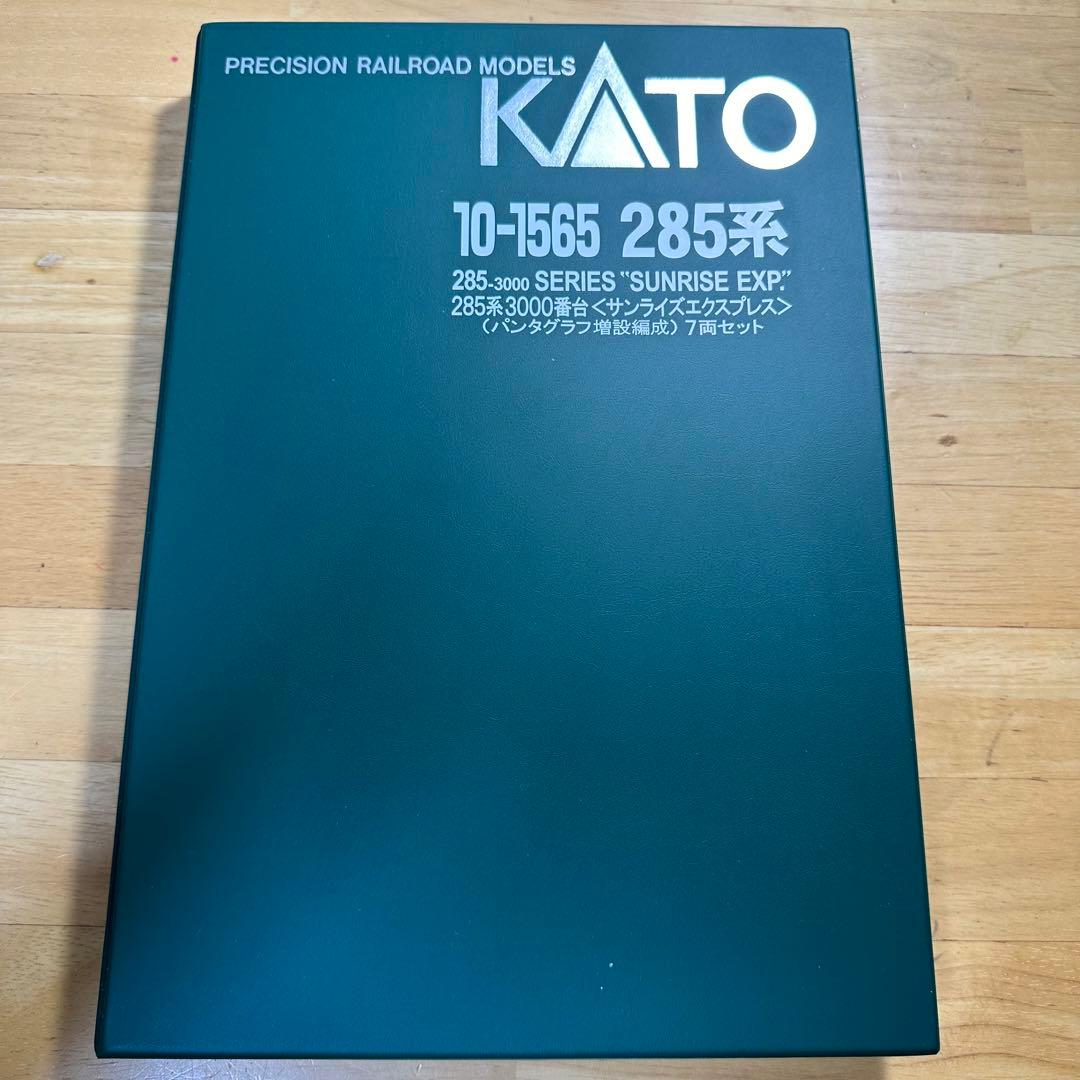 PRECISION RAILROAD MODELS
KATO
10-1565 285系
285-3000 SERIES "SUNRISE EXP."
285系3000番台<サンライズエクスプレス>
(パンタグラフ増設編成) 7両セット